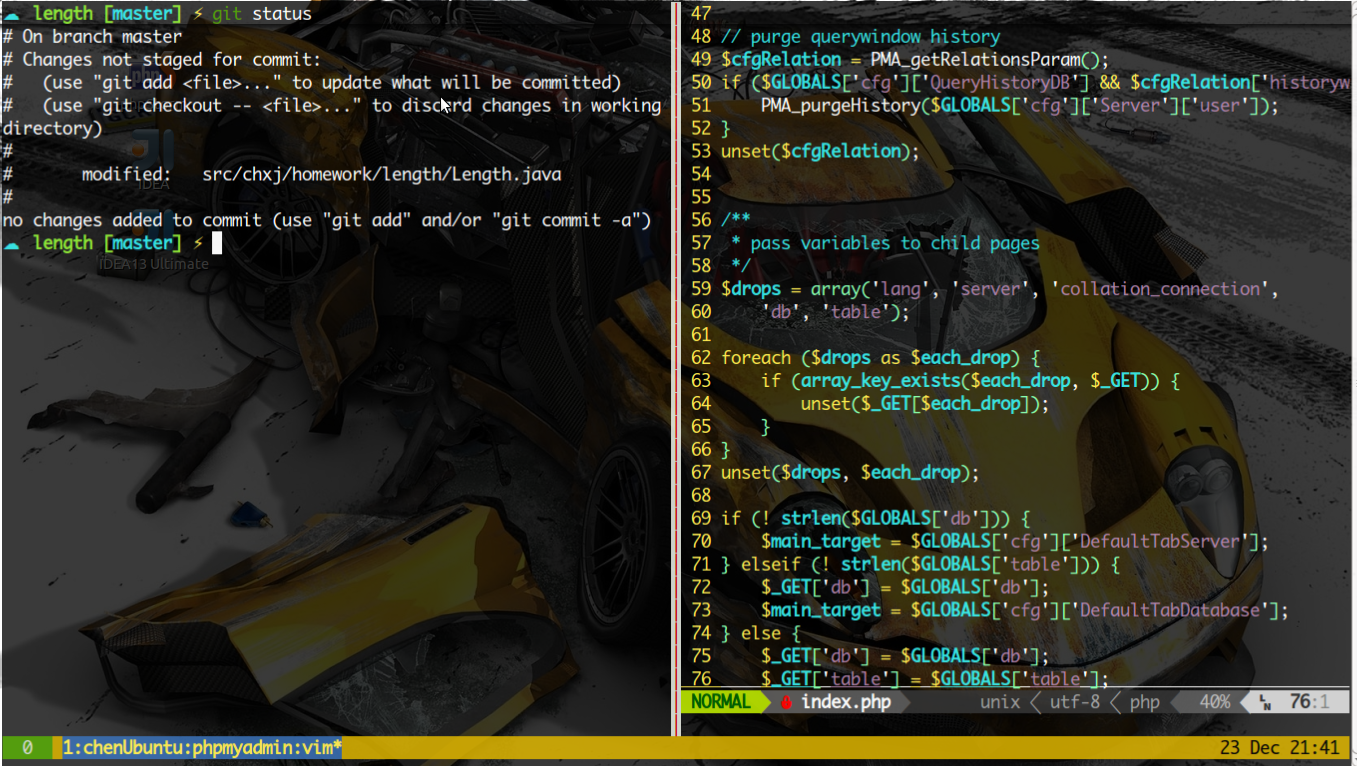 ☁ length [master] ⚡ git status
# On branch master
# Changes not staged for commit:
#   (use "git add <file>..." to update what will be committed)
#   (use "git checkout -- <file>..." to discard changes in working
directory)
#
#       modified:   src/chxj/homework/length/Length.java
#
no changes added to commit (use "git add" and/or "git commit -a")
☁ length [master] ⚡
IDEA
IDEA13 Ultimate
47
48 // purge querywindow history
49 $cfgRelation = PMA_getRelationsParam();
50 if ($GLOBALS['cfg']['QueryHistoryDB'] && $cfgRelation['historyw
51     PMA_purgeHistory($GLOBALS['cfg']['Server']['user']);
52 }
53 unset($cfgRelation);
54
55
56 /**
57  * pass variables to child pages
58  */
59 $drops = array('lang', 'server', 'collation_connection',
60     'db', 'table');
61
62 foreach ($drops as $each_drop) {
63     if (array_key_exists($each_drop, $_GET)) {
64         unset($_GET[$each_drop]);
65     }
66 }
67 unset($drops, $each_drop);
68
69 if (! strlen($GLOBALS['db'])) {
70     $main_target = $GLOBALS['cfg']['DefaultTabServer'];
71 } elseif (! strlen($GLOBALS['table'])) {
72     $_GET['db'] = $GLOBALS['db'];
73     $main_target = $GLOBALS['cfg']['DefaultTabDatabase'];
74 } else {
75     $_GET['db'] = $GLOBALS['db'];
76     $_GET['table'] = $GLOBALS['table'];
NORMAL index.php unix < utf-8 < php 40% LN 76:1
0 1:chenUbuntu:phpmyadmin:vim* 23 Dec 21:41